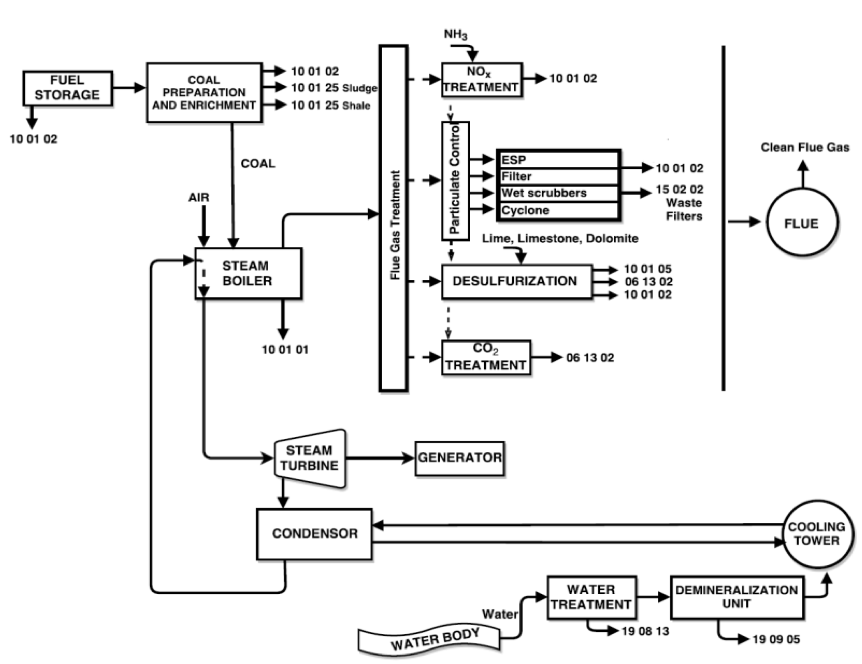 NH3
FUEL
STORAGE
COAL
PREPARATION
AND ENRICHMENT
10 01 02
10 01 25 Sludge
10 01 25 Shale
10 01 02
NOx
TREATMENT
10 01 02
COAL
AIR
Flue Gas Treatment
Particulate Control
ESP
Filter
Wet scrubbers
Cyclone
10 01 02
15 02 02
Waste
Filters
Clean Flue Gas
FLUE
Lime, Limestone, Dolomite
STEAM
BOILER
10 01 01
DESULFURIZATION
10 01 05
06 13 02
10 01 02
CO2
TREATMENT
06 13 02
STEAM
TURBINE
GENERATOR
CONDENSOR
COOLING
TOWER
WATER BODY
Water
WATER
TREATMENT
19 08 13
DEMINERALIZATION
UNIT
19 09 05